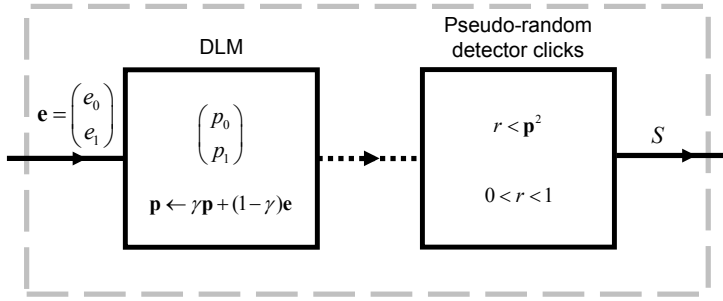 DLM
Pseudo-random
detector clicks
e = (e₀
e₁)
(p₀
p₁)
p ← γp + (1 − γ)e
r < p²
0 < r < 1
S